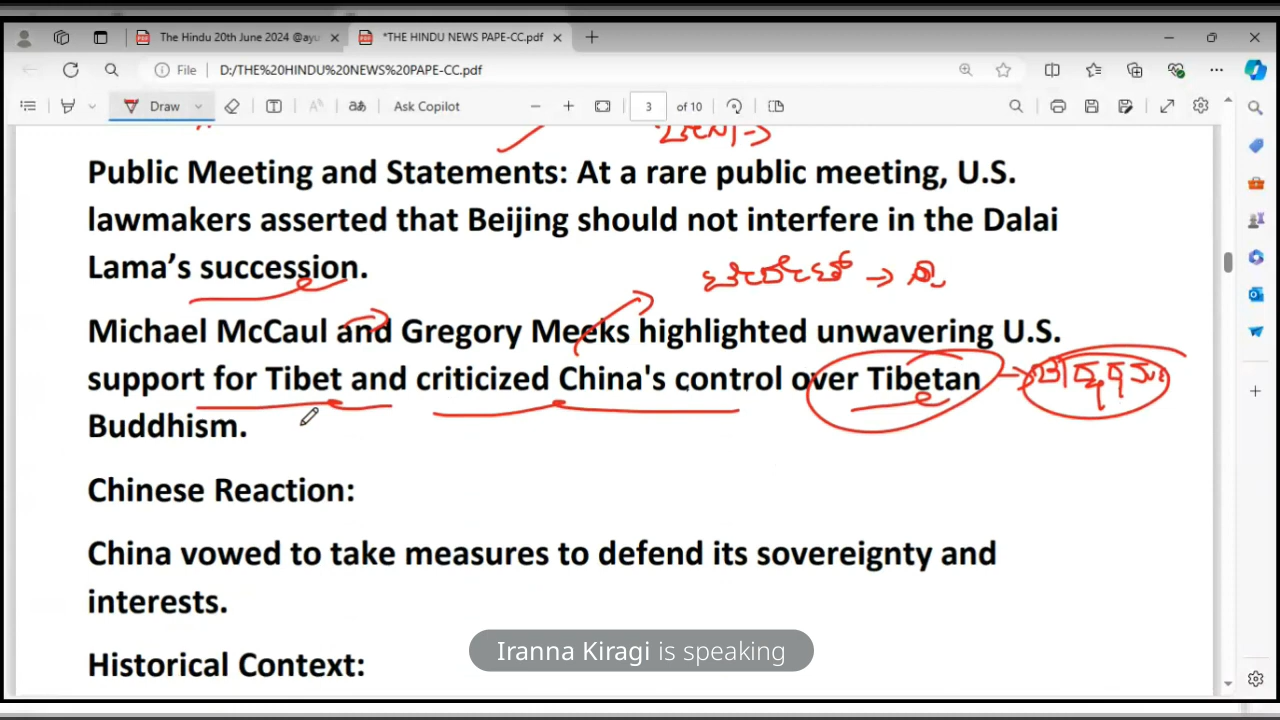 The Hindu 20th June 2024 @ayu
*THE HINDU NEWS PAPE-CC.pdf
File
D:/THE%20HINDU%20NEWS%20PAPE-CC.pdf
Draw
aあ
Ask Copilot
3 of 10
Public Meeting and Statements: At a rare public meeting, U.S.
lawmakers asserted that Beijing should not interfere in the Dalai
Lama’s succession.
Michael McCaul and Gregory Meeks highlighted unwavering U.S.
support for Tibet and criticized China's control over Tibetan
Buddhism.
Chinese Reaction:
China vowed to take measures to defend its sovereignty and
interests.
Iranna Kiragi is speaking
Historical Context: